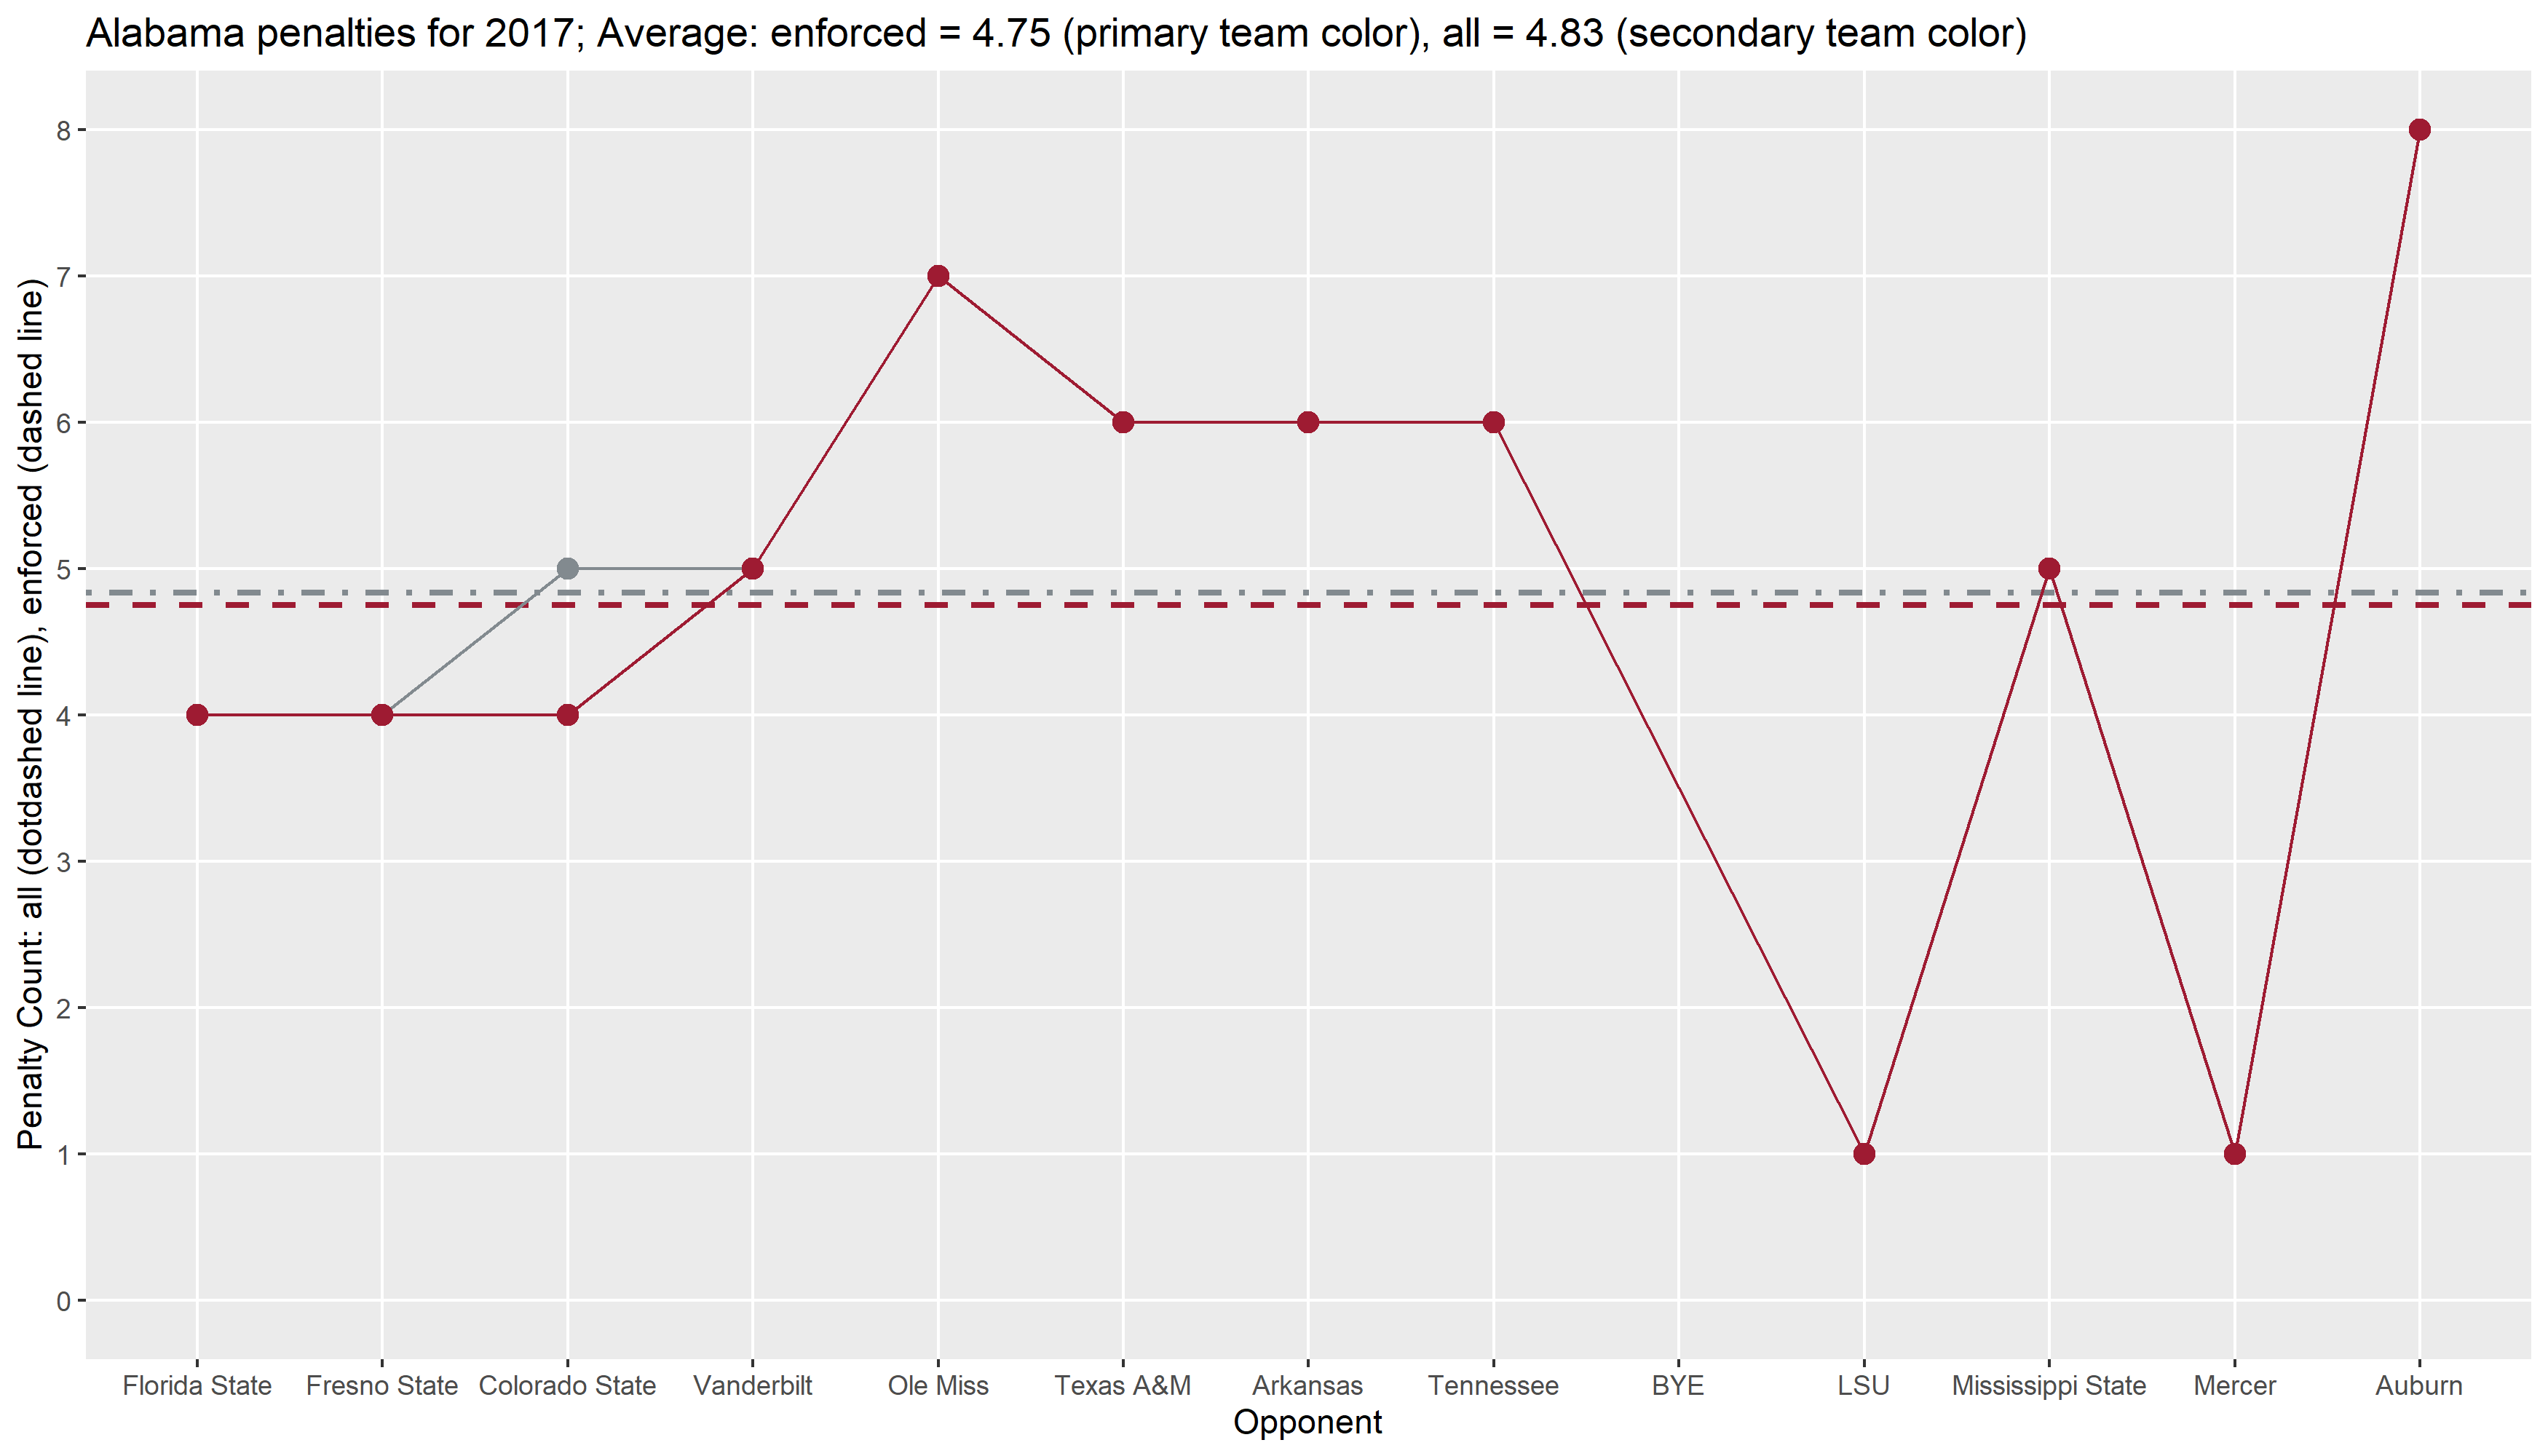 Alabama penalties for 2017; Average: enforced = 4.75 (primary team color), all = 4.83 (secondary team color)
Penalty Count: all (dotdashed line), enforced (dashed line)
8
7
6
5
4
3
2
1
0
Florida State Fresno State Colorado State Vanderbilt Ole Miss Texas A&M Arkansas Tennessee BYE LSU Mississippi State Mercer Auburn
Opponent